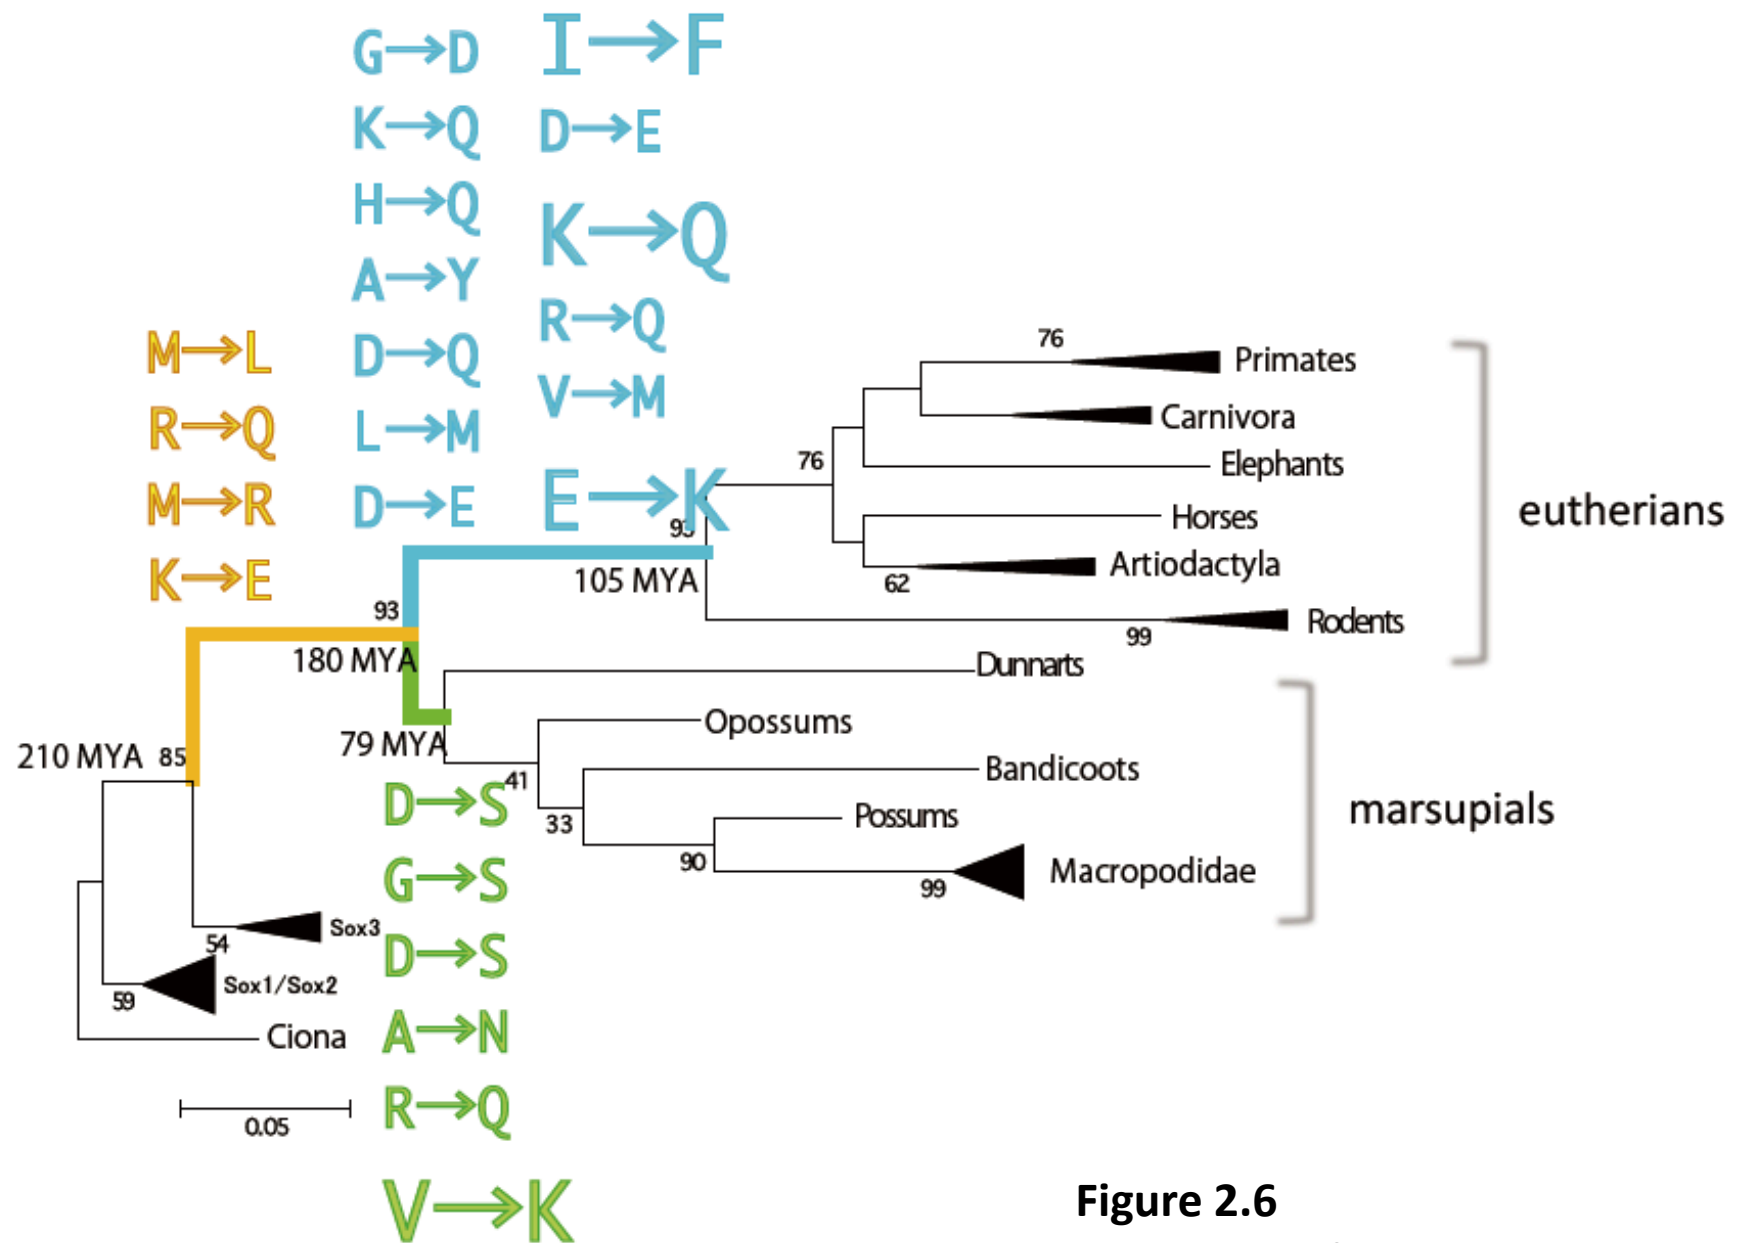 G→D
K→Q
H→Q
A→Y
D→Q
L→M
D→E
I→F
D→E
K→Q
R→Q
V→M
E→K
M→L
R→Q
M→R
K→E
76
Primates
Carnivora
76
Elephants
Horses
62
Artiodactyla
99
Rodents
eutherians
93
105 MYA
93
180 MYA
Dunnarts
Opossums
41
Bandicoots
33
Possums
90
99
Macropodidae
marsupials
79 MYA
210 MYA
85
54
Sox3
59
Sox1/Sox2
Ciona
0.05
D→S
G→S
D→S
A→N
R→Q
V→K
Figure 2.6